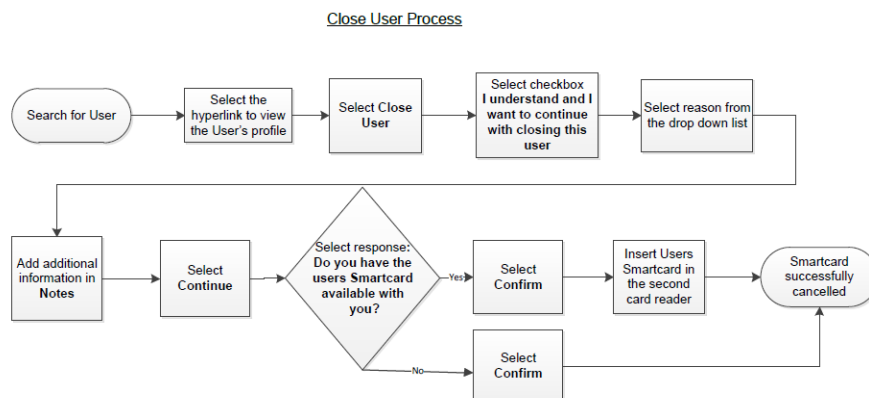 Close User Process
Search for User
Select the
hyperlink to view
the User's profile
Select Close
User
Select checkbox
I understand and I
want to continue
with closing this
user
Select reason from
the drop down list
Add additional
information in
Notes
Select
Continue
Select response:
Do you have the
users Smartcard
available with
you?
Yes
Select
Confirm
Insert Users
Smartcard in
the second
card reader
Smartcard
successfully
cancelled
No
Select
Confirm